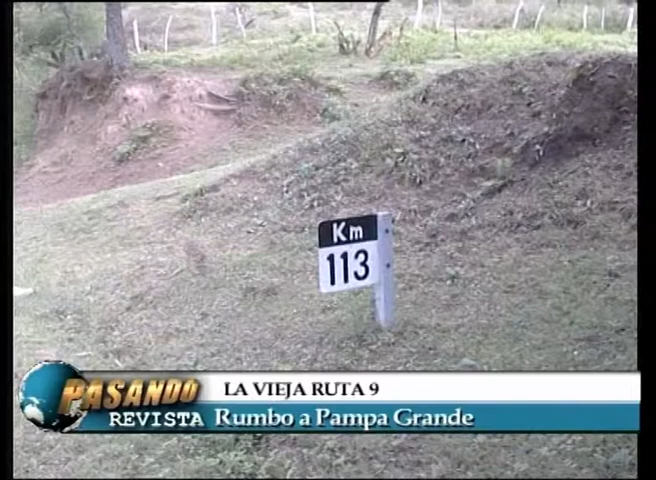 Km
113
PASANDO
REVISTA
LA VIEJA RUTA 9
Rumbo a Pampa Grande